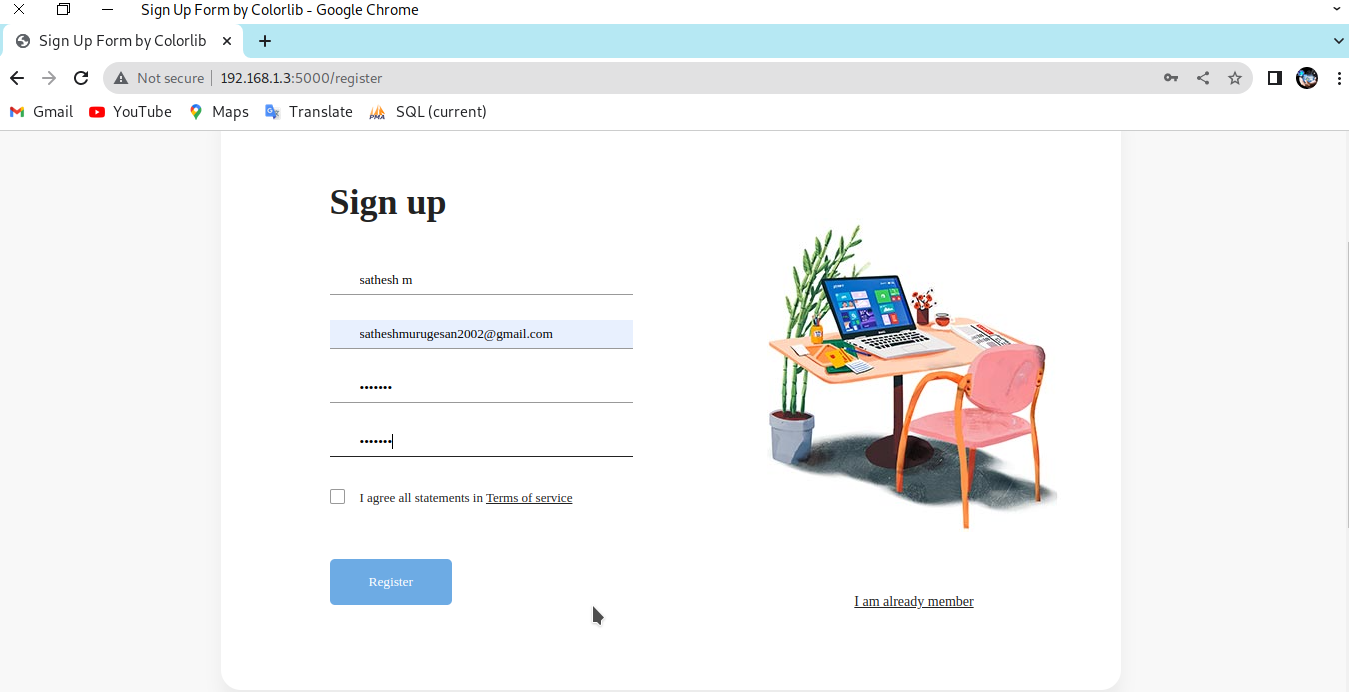 Sign Up Form by Colorlib - Google Chrome
Sign Up Form by Colorlib
Not secure 192.168.1.3:5000/register
Gmail YouTube Maps Translate PMA SQL (current)
Sign up
sathesh m
satheshmurugesan2002@gmail.com
•••••••
•••••••
I agree all statements in Terms of service
Register
I am already member